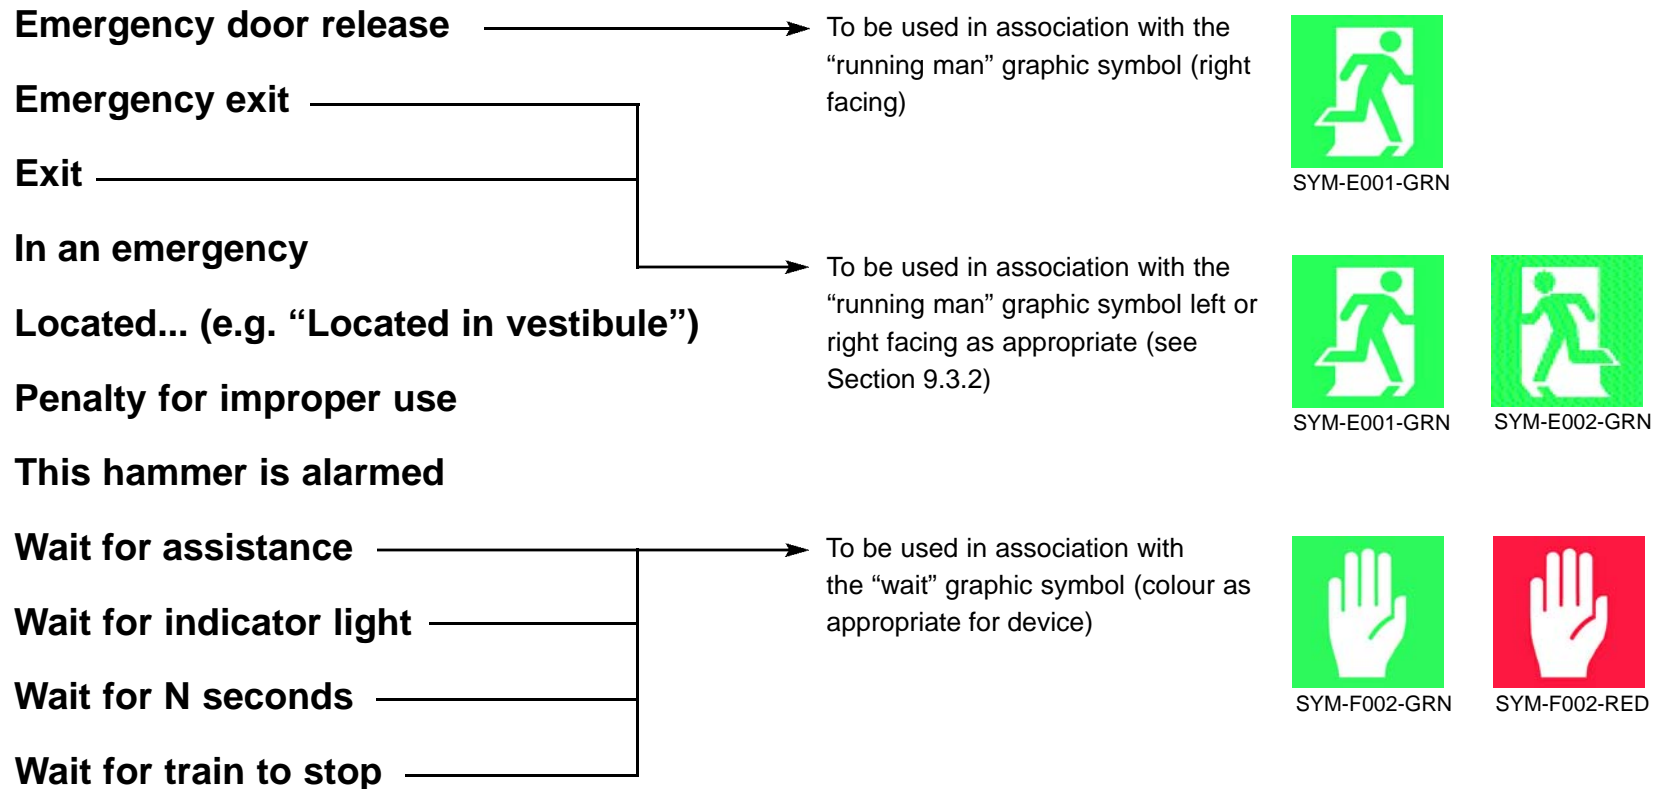 Emergency door release
Emergency exit
Exit
In an emergency
Located... (e.g. “Located in vestibule”)
Penalty for improper use
This hammer is alarmed
Wait for assistance
Wait for indicator light
Wait for N seconds
Wait for train to stop
To be used in association with the
“running man” graphic symbol (right
facing)
SYM-E001-GRN
To be used in association with the
“running man” graphic symbol left or
right facing as appropriate (see
Section 9.3.2)
SYM-E001-GRN
SYM-E002-GRN
To be used in association with
the “wait” graphic symbol (colour as
appropriate for device)
SYM-F002-GRN
SYM-F002-RED